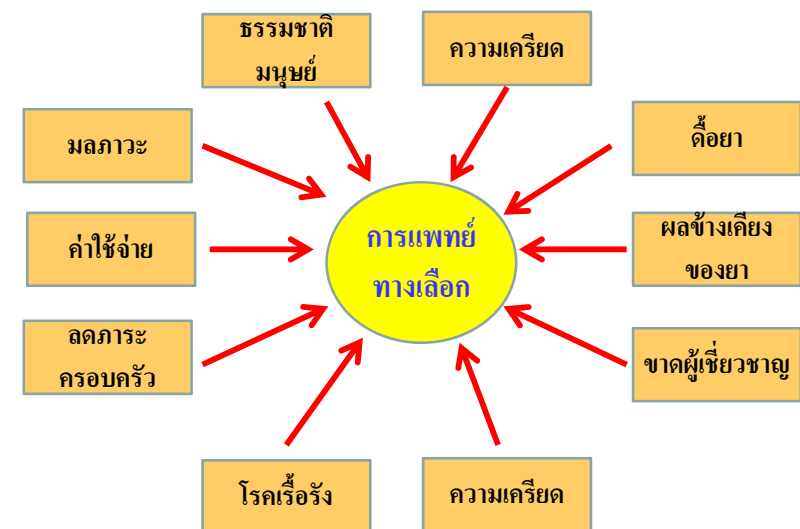 ธรรมชาติ
มนุษย์
ความเครียด
มลภาวะ
ดื้อยา
ค่าใช้จ่าย
การแพทย์
ทางเลือก
ผลข้างเคียง
ของยา
ลดภาระ
ครอบครัว
ขาดผู้เชี่ยวชาญ
โรคเรื้อรัง
ความเครียด